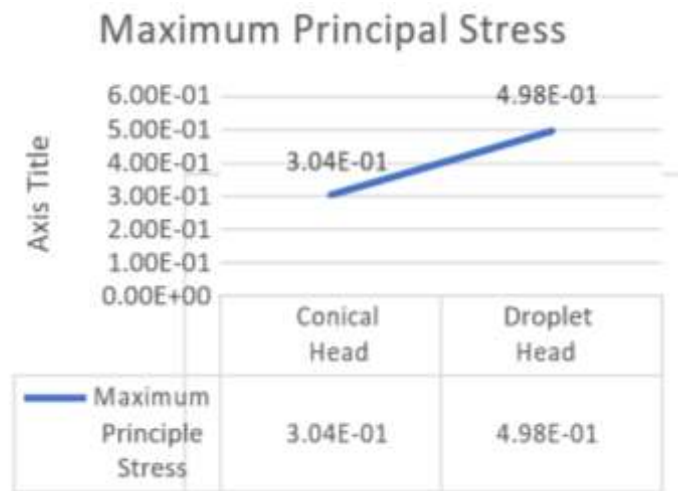 Maximum Principal Stress
6.00E-01
5.00E-01
4.00E-01
3.00E-01
2.00E-01
1.00E-01
0.00E+00
Axis Title
3.04E-01
4.98E-01
Conical
Head
Droplet
Head
Maximum
Principle
Stress
3.04E-01
4.98E-01